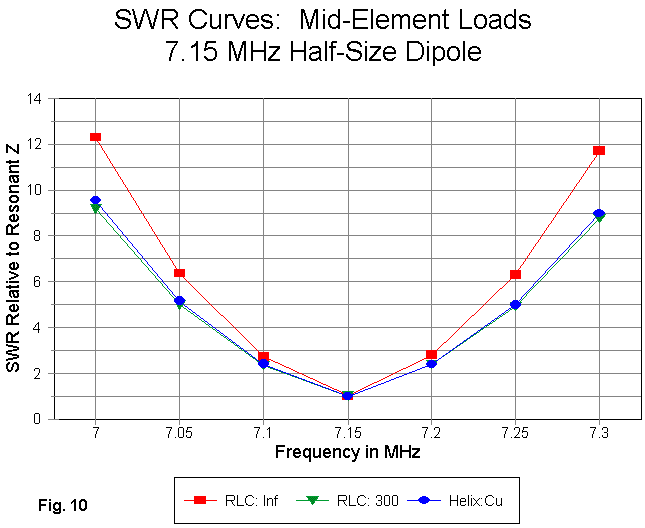 SWR Curves:  Mid-Element Loads
7.15 MHz Half-Size Dipole
SWR Relative to Resonant Z
14
12
10
8
6
4
2
0
7 7.05 7.1 7.15 7.2 7.25 7.3
Frequency in MHz
Fig. 10
RLC: Inf RLC: 300 Helix:Cu